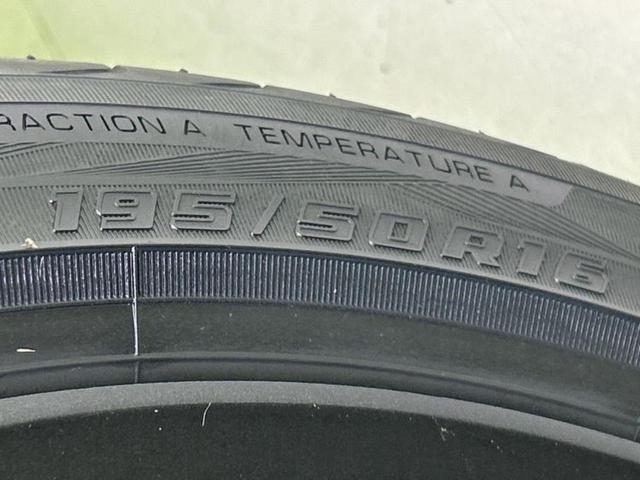 RACTION A TEMPERATURE A
195/50R16